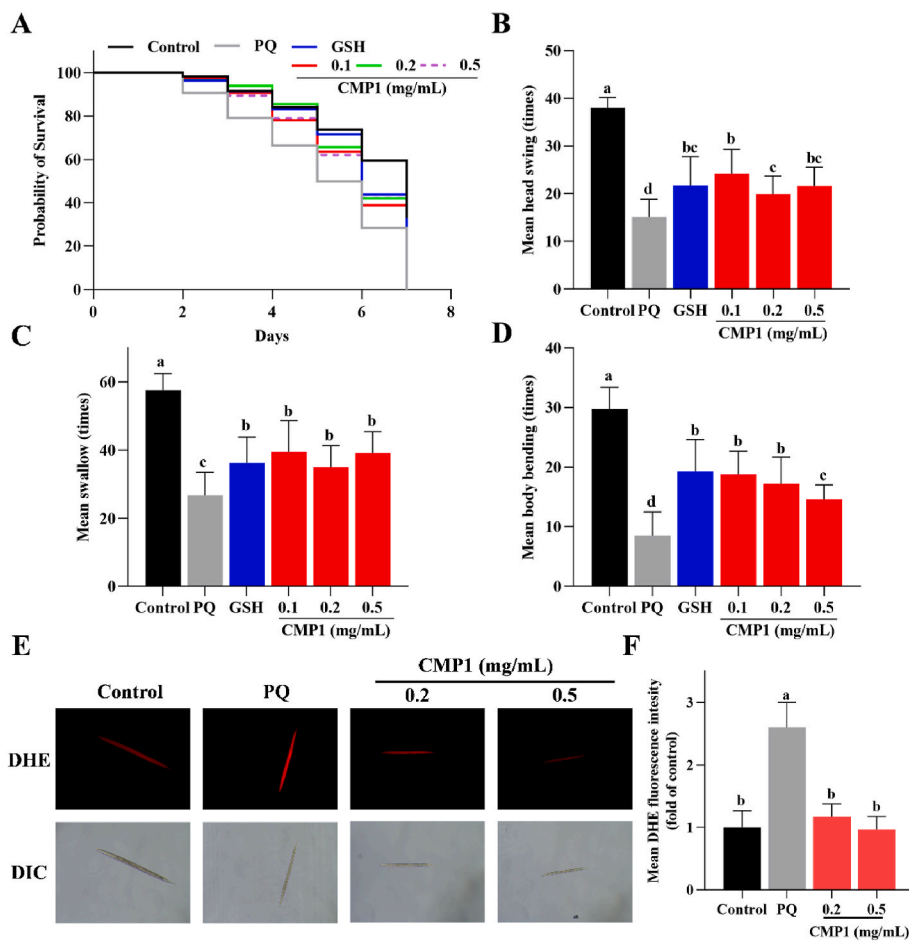 A
Control PQ GSH
0.1 0.2 0.5
CMP1 (mg/mL)
Probability of Survival
100
80
60
40
20
0
0 2 4 6 8
Days
B
Mean head swing (times)
50
40
30
20
10
0
a
d
bc
b
c
bc
Control PQ GSH 0.1 0.2 0.5
CMP1 (mg/mL)
C
Mean swallow (times)
60
40
20
0
a
c
b
b
b
b
Control PQ GSH 0.1 0.2 0.5
CMP1 (mg/mL)
D
Mean body bending (times)
40
30
20
10
0
a
d
b
b
b
c
Control PQ GSH 0.1 0.2 0.5
CMP1 (mg/mL)
E
CMP1 (mg/mL)
Control PQ 0.2 0.5
DHE
DIC
F
Mean DHE fluorescence intesity
(fold of control)
3
2
1
0
b
a
b
b
Control PQ 0.2 0.5
CMP1 (mg/mL)